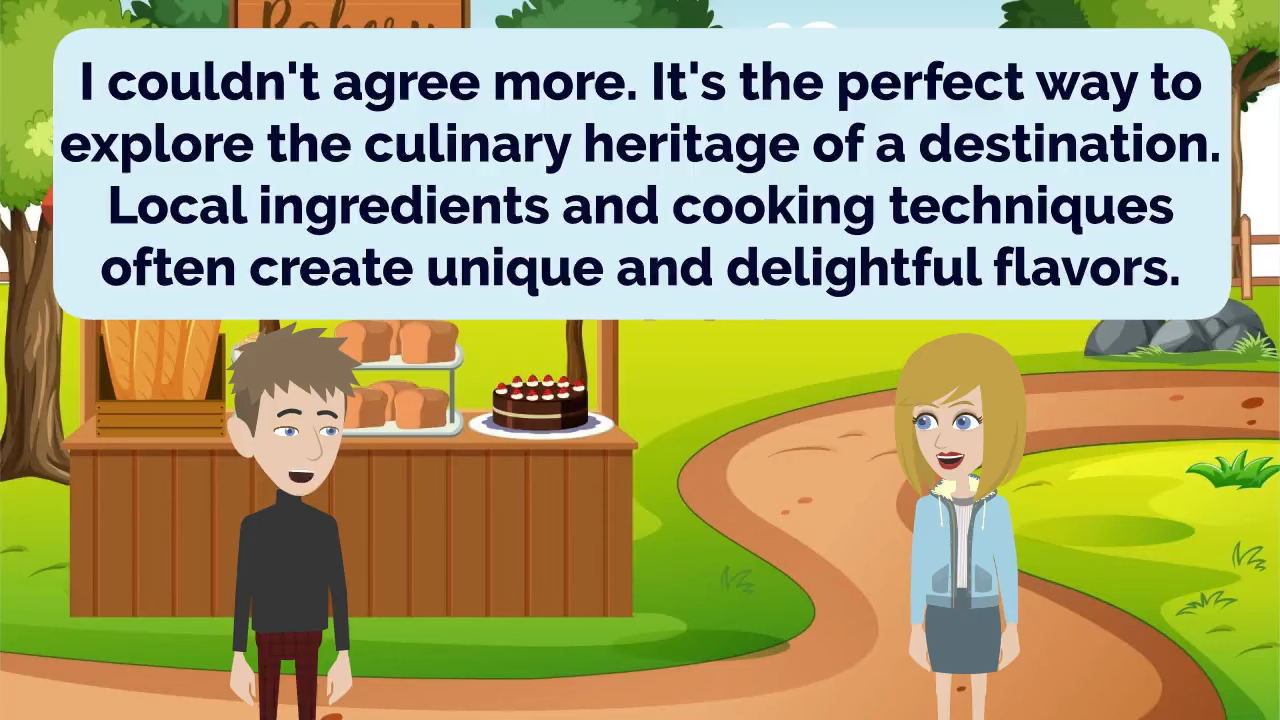 Bakery
I couldn't agree more. It's the perfect way to
explore the culinary heritage of a destination.
Local ingredients and cooking techniques
often create unique and delightful flavors.